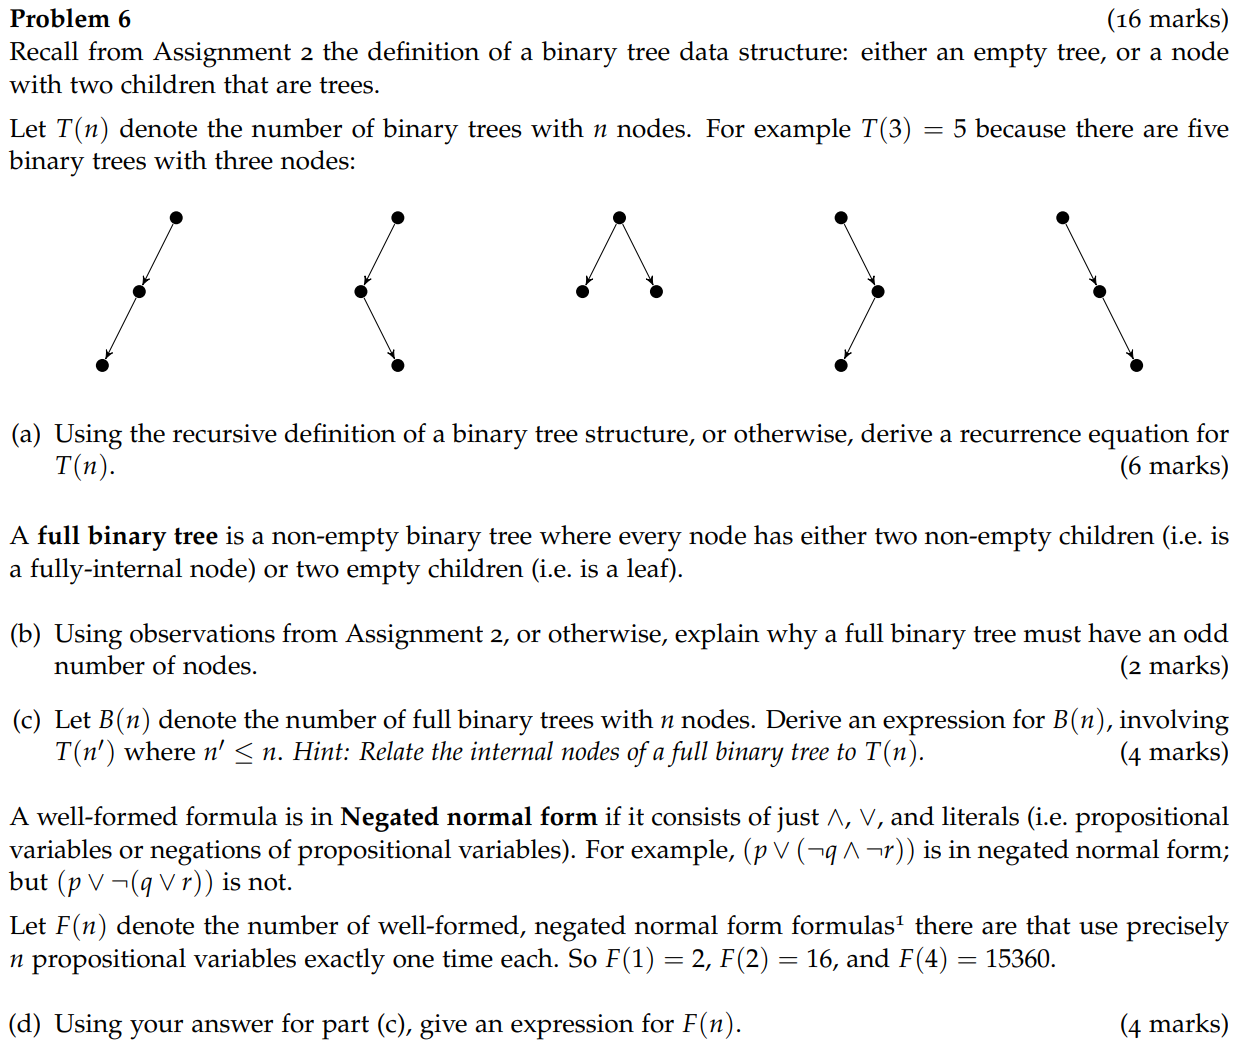 Problem 6 (16 marks)
Recall from Assignment 2 the definition of a binary tree data structure: either an empty tree, or a node
with two children that are trees.
Let T(n) denote the number of binary trees with n nodes. For example T(3) = 5 because there are five
binary trees with three nodes:
(a) Using the recursive definition of a binary tree structure, or otherwise, derive a recurrence equation for
T(n). (6 marks)
A full binary tree is a non-empty binary tree where every node has either two non-empty children (i.e. is
a fully-internal node) or two empty children (i.e. is a leaf).
(b) Using observations from Assignment 2, or otherwise, explain why a full binary tree must have an odd
number of nodes. (2 marks)
(c) Let B(n) denote the number of full binary trees with n nodes. Derive an expression for B(n), involving
T(n′) where n′ ≤ n. Hint: Relate the internal nodes of a full binary tree to T(n). (4 marks)
A well-formed formula is in Negated normal form if it consists of just ∧, ∨, and literals (i.e. propositional
variables or negations of propositional variables). For example, (p ∨ (¬q ∧ ¬r)) is in negated normal form;
but (p ∨ ¬(q ∨ r)) is not.
Let F(n) denote the number of well-formed, negated normal form formulas¹ there are that use precisely
n propositional variables exactly one time each. So F(1) = 2, F(2) = 16, and F(4) = 15360.
(d) Using your answer for part (c), give an expression for F(n). (4 marks)